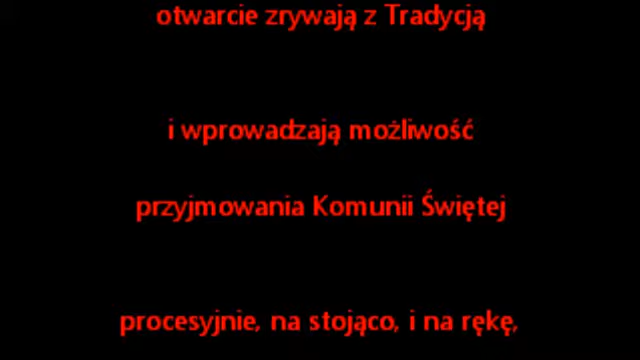 otwarcie zrywają z Tradycją
i wprowadzają możliwość
przyjmowania Komunii Świętej
procesyjnie, na stojąco, i na rękę,